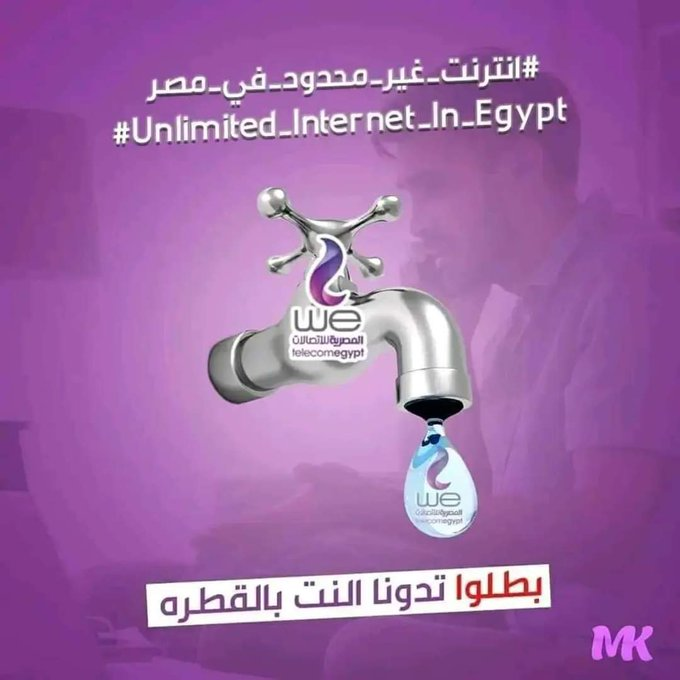 #انترنت_غير_محدود_في_مصر
#Unlimited_Internet_In_Egypt
we
المصرية للاتصالات
telecomegypt
we
المصرية للاتصالات
telecomegypt
بطلوا تدونا النت بالقطره
MK